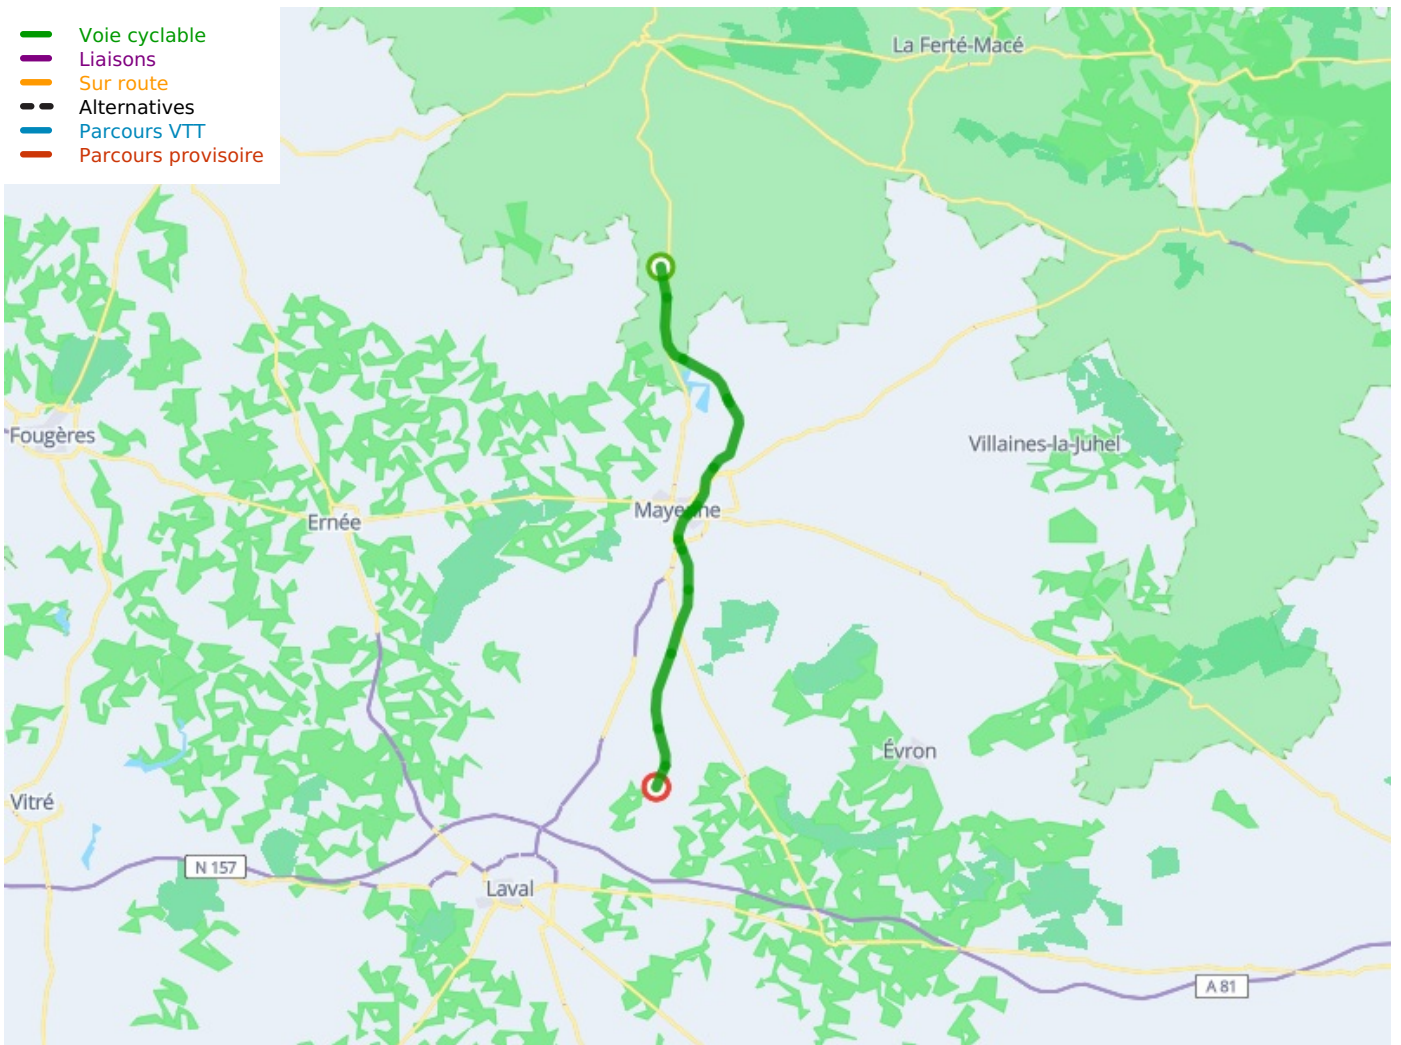 Voie cyclable
Liaisons
Sur route
Alternatives
Parcours VTT
Parcours provisoire
La Ferté-Macé
Fougères
Villaines-la-Juhel
Mayenne
Ernée
Évron
Vitré
N 157
Laval
A 81